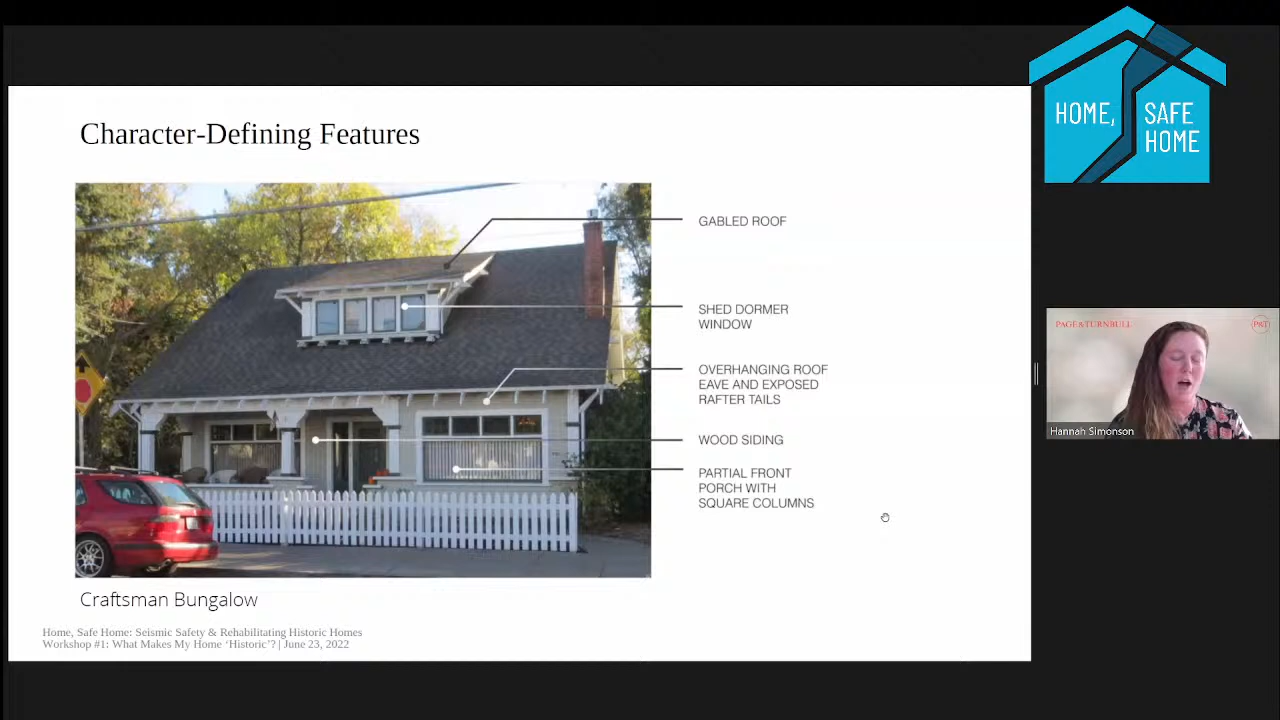 Character-Defining Features
GABLED ROOF
SHED DORMER
WINDOW
OVERHANGING ROOF
EAVE AND EXPOSED
RAFTER TAILS
WOOD SIDING
PARTIAL FRONT
PORCH WITH
SQUARE COLUMNS
Craftsman Bungalow
Home, Safe Home: Seismic Safety & Rehabilitating Historic Homes
Workshop #1: What Makes My Home ‘Historic’? | June 23, 2022
HOME, SAFE
HOME
PAGE & TURNBULL
P&T
Hannah Simonson